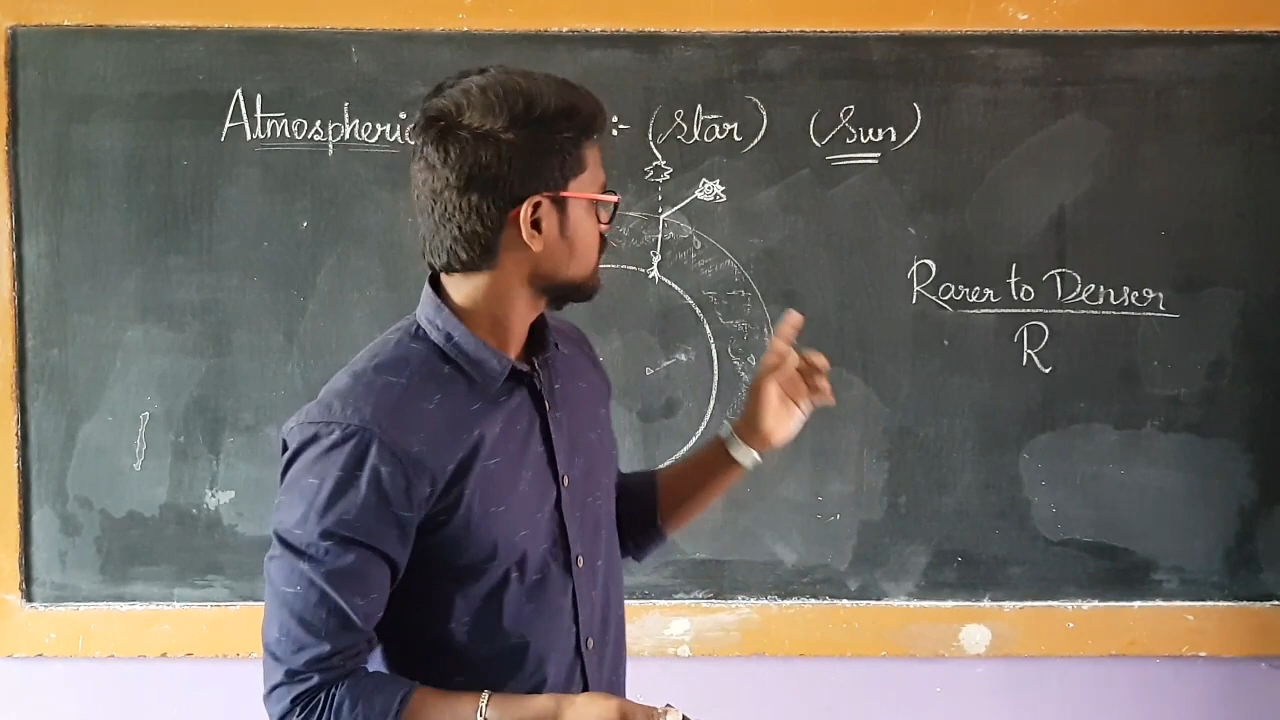 Atmospheric :- (Star) (Sun)
Rarer to Denser
R